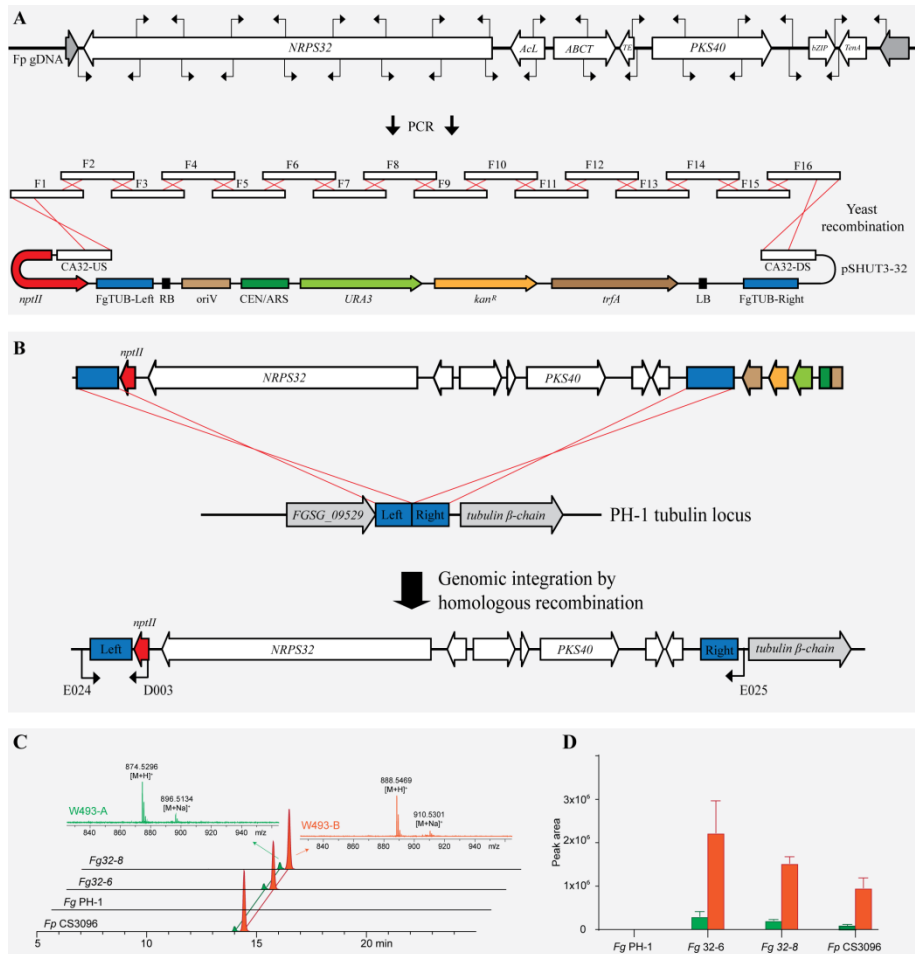 A
NRPS32
AcL
ABCT
TE
PKS40
bZIP
TenA
Fp gDNA
PCR
F2 F4 F6 F8 F10 F12 F14 F16
F1 F3 F5 F7 F9 F11 F13 F15
Yeast
recombination
CA32-US
CA32-DS
pSHUT3-32
nptII
FgTUB-Left
RB
oriV
CEN/ARS
URA3
kanR
trfA
LB
FgTUB-Right
B
nptII
NRPS32
PKS40
FGSG_09529
Left
Right
tubulin β-chain
PH-1 tubulin locus
Genomic integration by
homologous recombination
nptII
Left
NRPS32
PKS40
Right
tubulin β-chain
E024
D003
E025
C
874.5296
[M+H]+
896.5134
[M+Na]+
W493-A
840 860 880 900 920 940 m/z
888.5469
[M+H]+
910.5301
[M+Na]+
W493-B
840 860 880 900 920 940 m/z
Fg32-8
Fg32-6
Fg PH-1
Fp CS3096
5 10 15 20 min
D
Peak area
3x10⁶
2x10⁶
1x10⁶
0
Fg PH-1
Fg 32-6
Fg 32-8
Fp CS3096